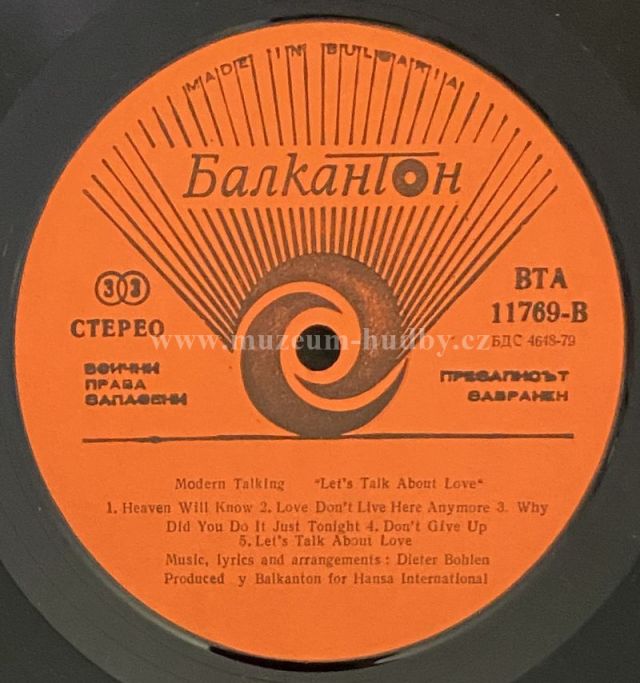 MADE IN BULGARIA
Балкантон
33
СТЕРЕО
ВТА
11769-В
БДС 4648-79
www.muzeum-hudby.cz
ВСИЧКИ
ПРАВА
ЗАПАЗЕНИ
ПРЕЗАПИСЪТ
ЗАБРАНЕН
Modern Talking "Let's Talk About Love"
1. Heaven Will Know 2. Love Don't Live Here Anymore 3. Why
Did You Do It Just Tonight 4. Don't Give Up
5. Let's Talk About Love
Music, lyrics and arrangements : Dieter Bohlen
Produced y Balkanton for Hansa International